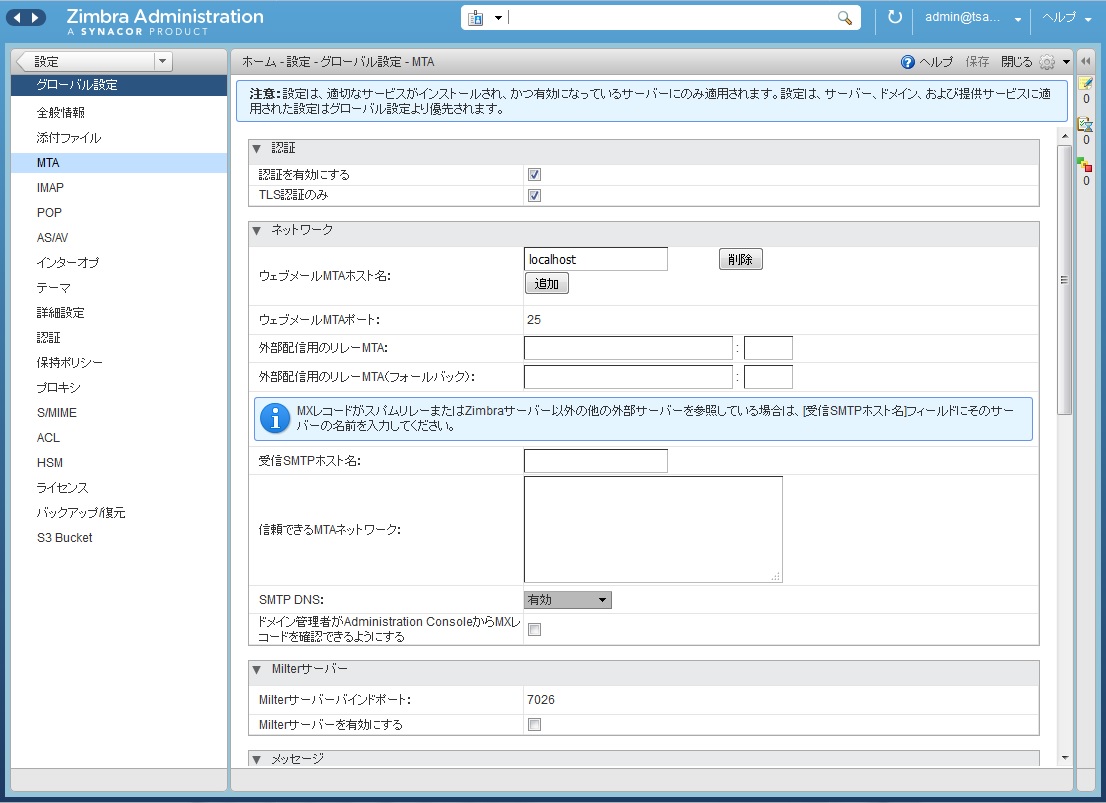 Zimbra Administration
A SYNACOR PRODUCT
admin@tsa...
ヘルプ
設定
グローバル設定
全般情報
添付ファイル
MTA
IMAP
POP
AS/AV
インターオプ
テーマ
詳細設定
認証
保持ポリシー
プロキシ
S/MIME
ACL
HSM
ライセンス
バックアップ/復元
S3 Bucket
ホーム - 設定 - グローバル設定 - MTA
ヘルプ 保存 閉じる
注意: 設定は、適切なサービスがインストールされ、かつ有効になっているサーバーにのみ適用されます。設定は、サーバー、ドメイン、および提供サービスに適
用された設定はグローバル設定より優先されます。
認証
認証を有効にする
TLS認証のみ
ネットワーク
ウェブメールMTAホスト名:
localhost
削除
追加
ウェブメールMTAポート:
25
外部配信用のリレーMTA:
:
外部配信用のリレーMTA(フォールバック):
:
MXレコードがスパムリレーまたはZimbraサーバー以外の他の外部サーバーを参照している場合は、[受信SMTPホスト名]フィールドにそのサー
バーの名前を入力してください。
受信SMTPホスト名:
信頼できるMTAネットワーク:
SMTP DNS:
有効
ドメイン管理者がAdministration ConsoleからMXレ
コードを確認できるようにする
Milterサーバー
Milterサーバーバインドポート:
7026
Milterサーバーを有効にする
メッセージ
0
0
0